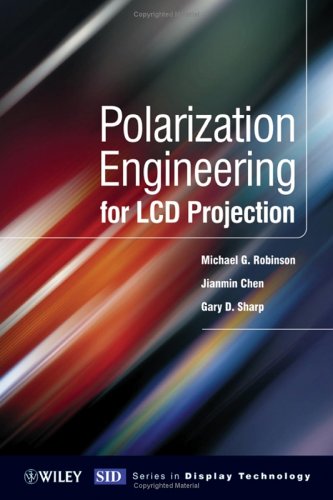 Polarization
Engineering
for LCD Projection
Michael G. Robinson
Jianmin Chen
Gary D. Sharp
WILEY SID Series in Display Technology